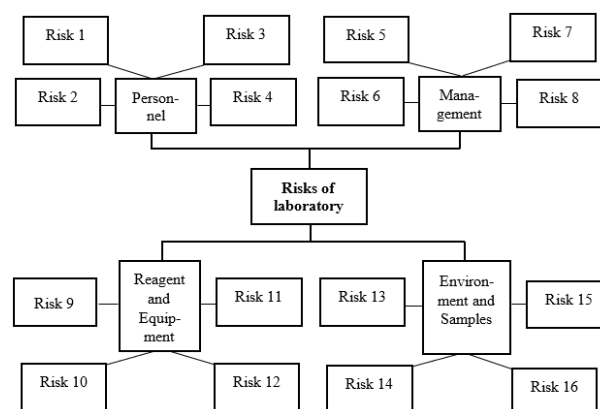 Risk 1
Risk 3
Risk 5
Risk 7
Risk 2
Person-
nel
Risk 4
Risk 6
Mana-
gement
Risk 8
Risks of
laboratory
Risk 9
Reagent
and
Equip-
ment
Risk 11
Risk 13
Environ-
ment and
Samples
Risk 15
Risk 10
Risk 12
Risk 14
Risk 16